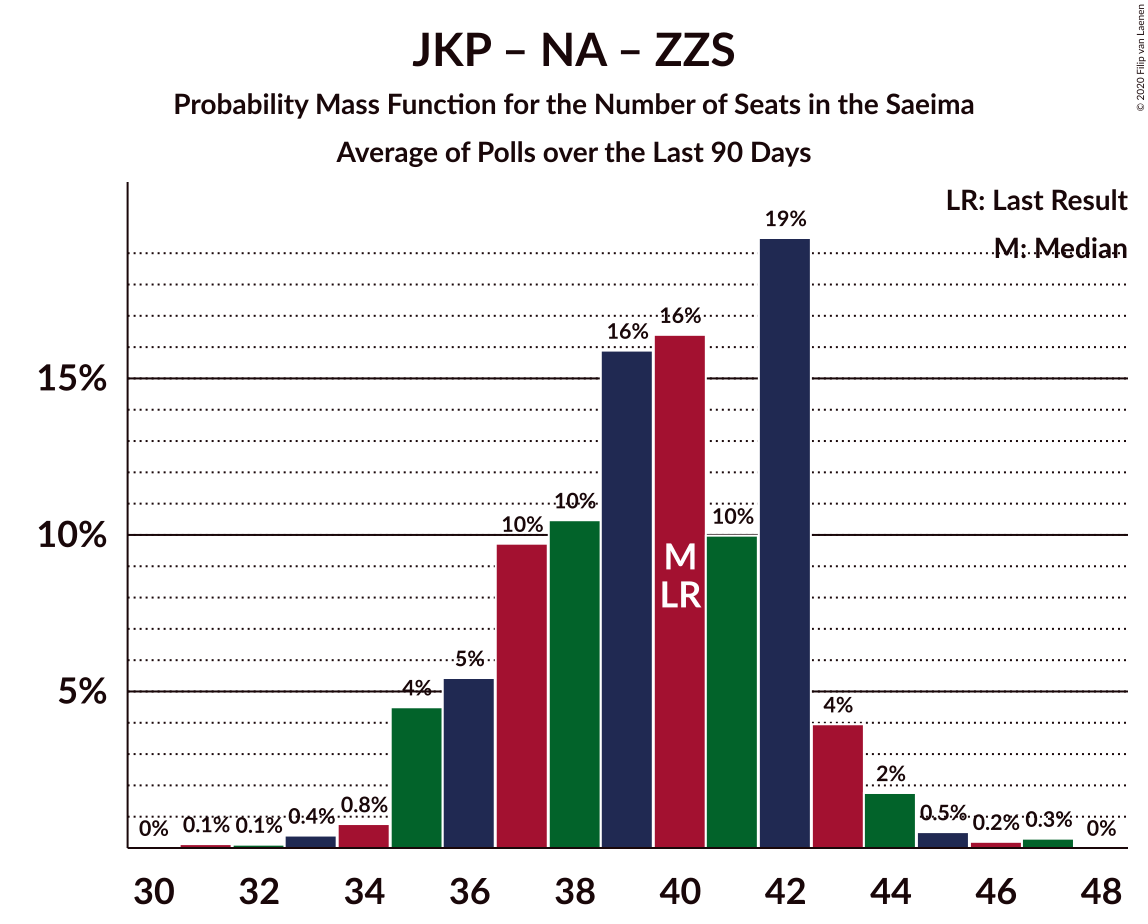 JKP – NA – ZZS
Probability Mass Function for the Number of Seats in the Saeima
Average of Polls over the Last 90 Days
© 2020 Filip van Laenen
LR: Last Result
M: Median
15%
10%
5%
0%
0.1%
0.1%
0.4%
0.8%
4%
5%
10%
10%
16%
16%
10%
19%
4%
2%
0.5%
0.2%
0.3%
0%
M
LR
30 32 34 36 38 40 42 44 46 48